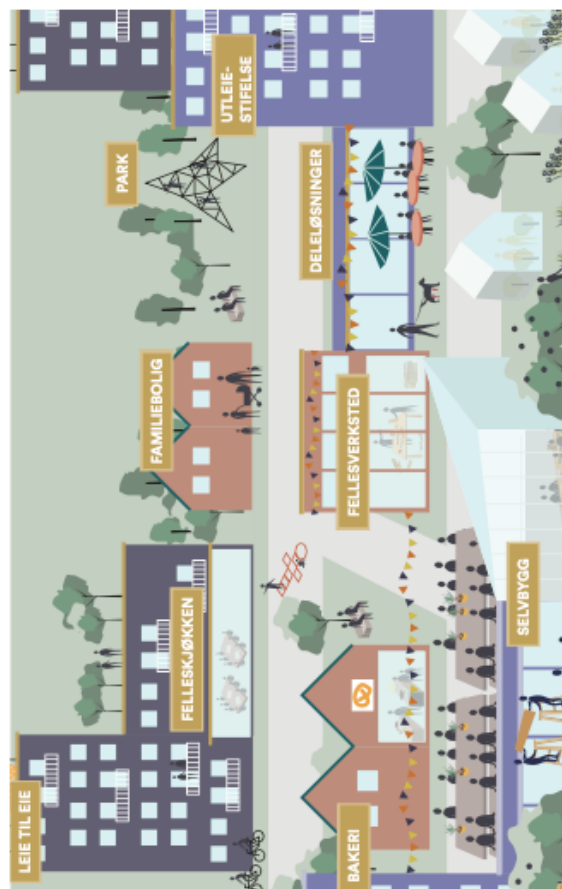 LEIE TIL EIE
FELLESKJØKKEN
FAMILIEBOLIG
PARK
UTLEIE-
STIFELSE
BAKERI
FELLESVERKSTED
DELELØSNINGER
SELVBYGG